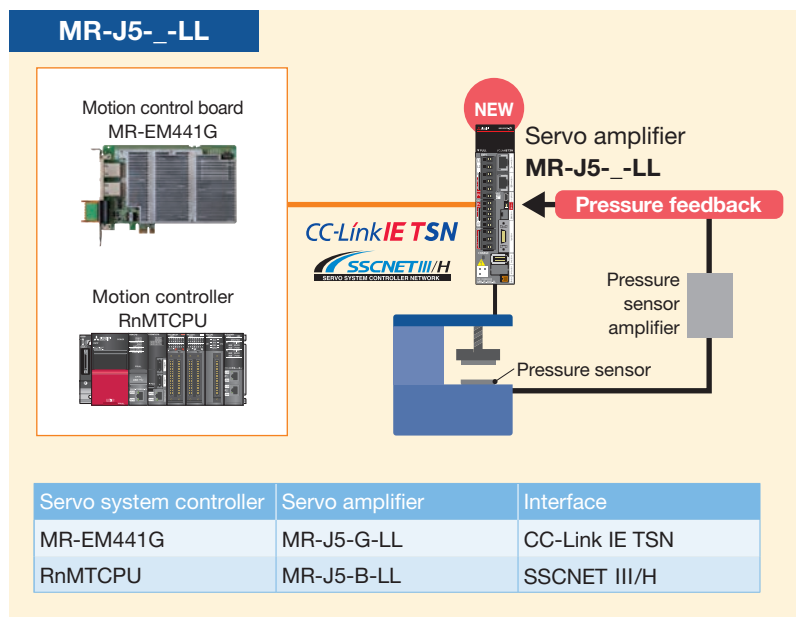 MR-J5-_-LL
Motion control board
MR-EM441G
Motion controller
RnMTCPU
CC-Link IE TSN
SSCNET III/H
SERVO SYSTEM CONTROLLER NETWORK
NEW
Servo amplifier
MR-J5-_-LL
Pressure feedback
Pressure
sensor
amplifier
Pressure sensor
Servo system controller Servo amplifier Interface
MR-EM441G MR-J5-G-LL CC-Link IE TSN
RnMTCPU MR-J5-B-LL SSCNET III/H